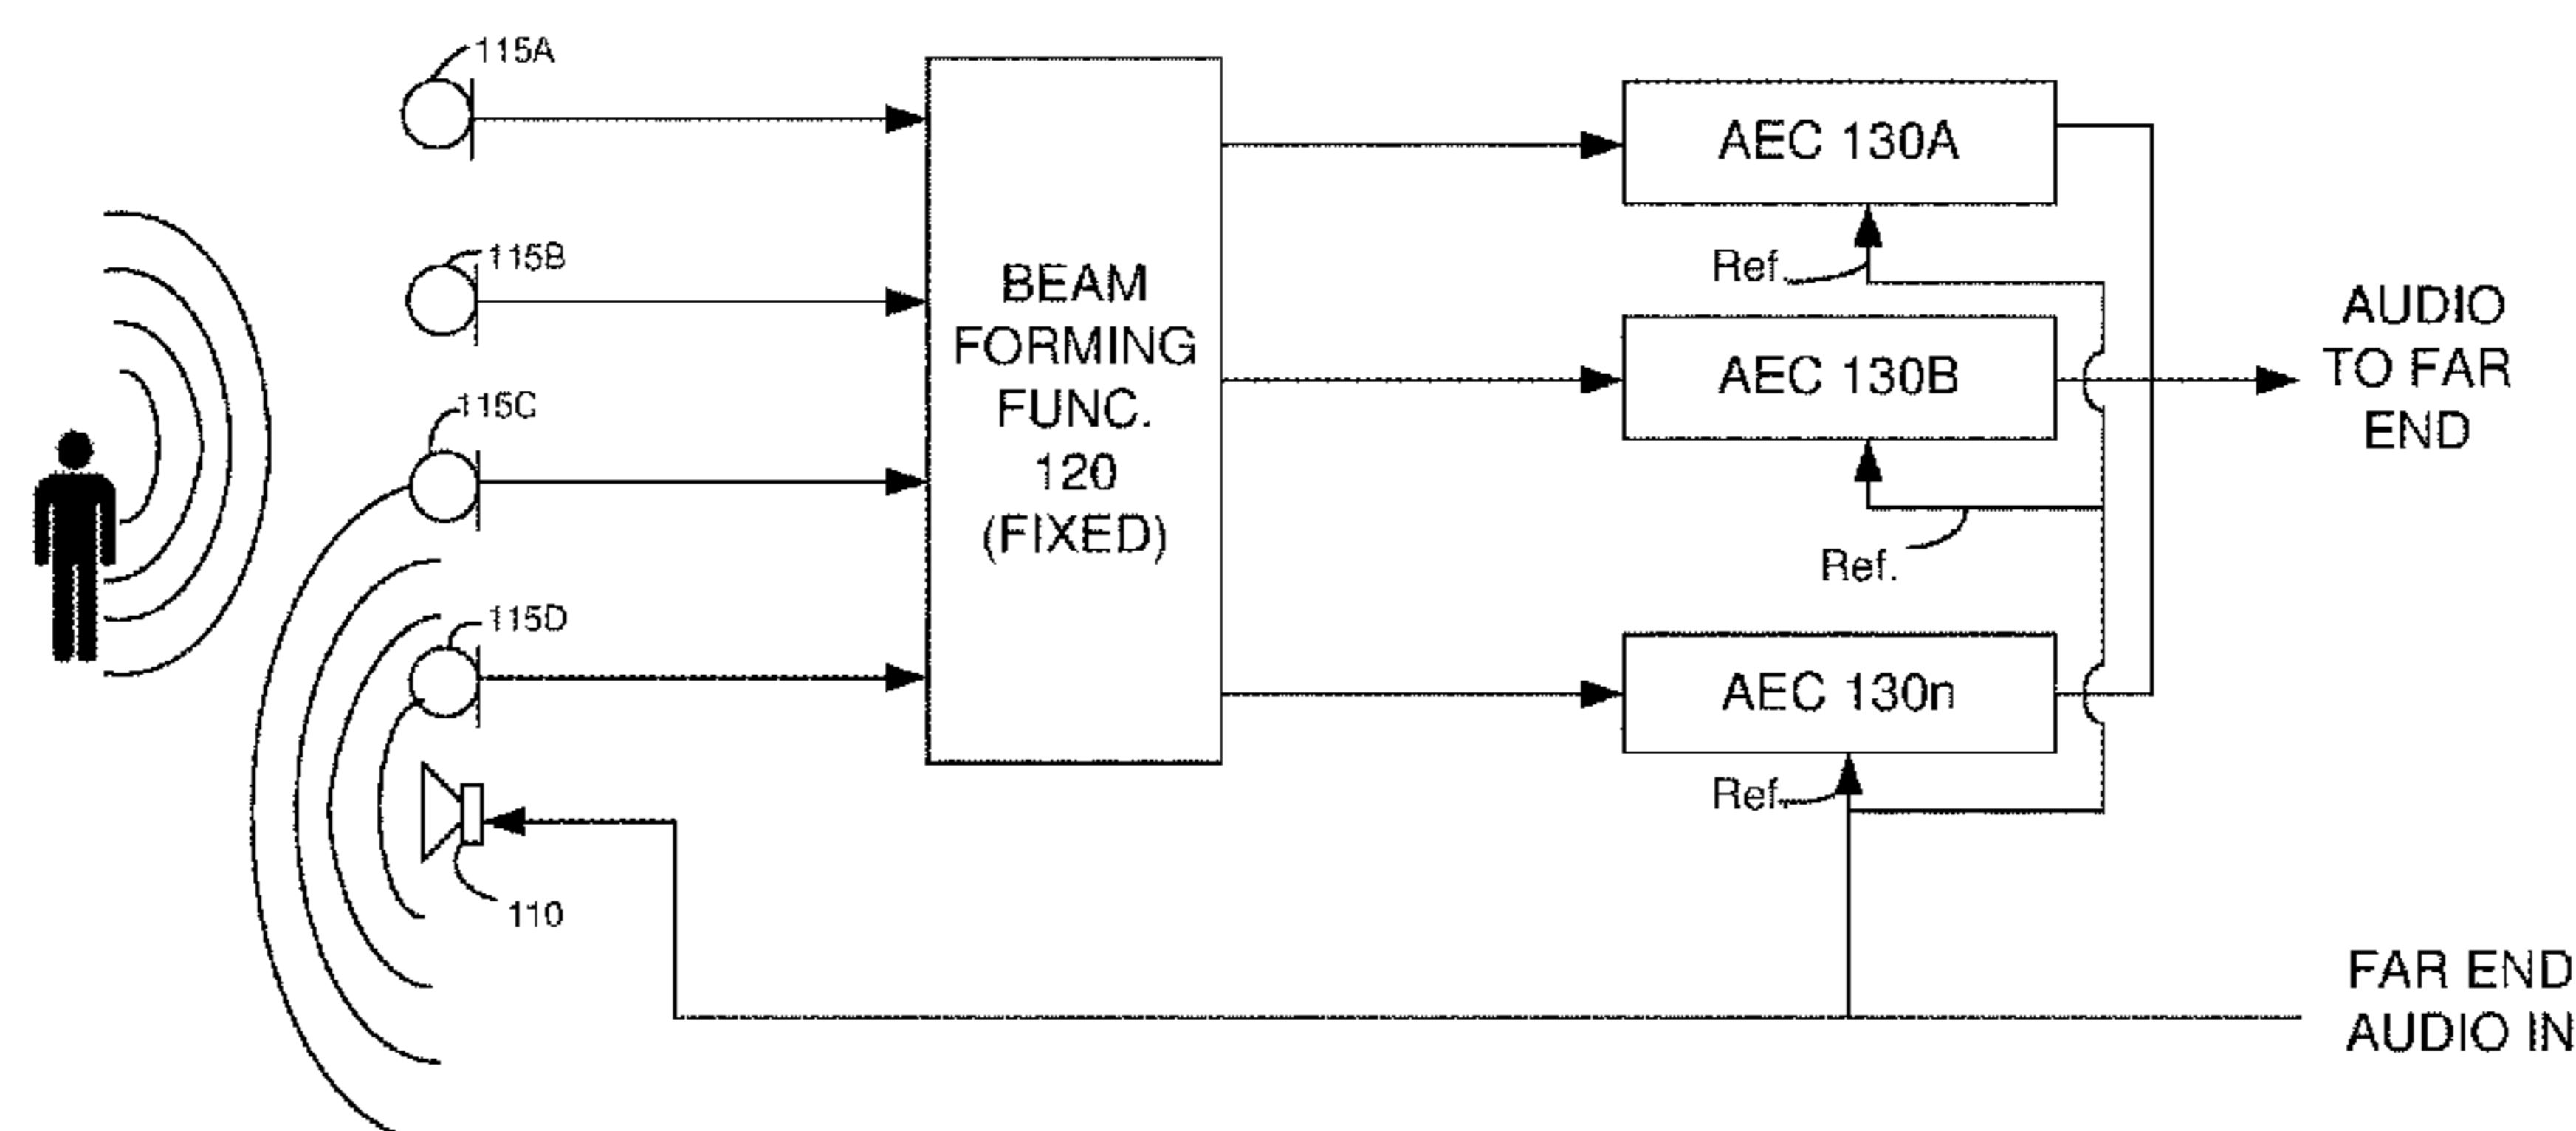 115A
115B
115C
115D
110
BEAM
FORMING
FUNC.
120
(FIXED)
AEC 130A
Ref.
AEC 130B
Ref.
AEC 130n
Ref.
AUDIO
TO FAR
END
FAR END
AUDIO IN